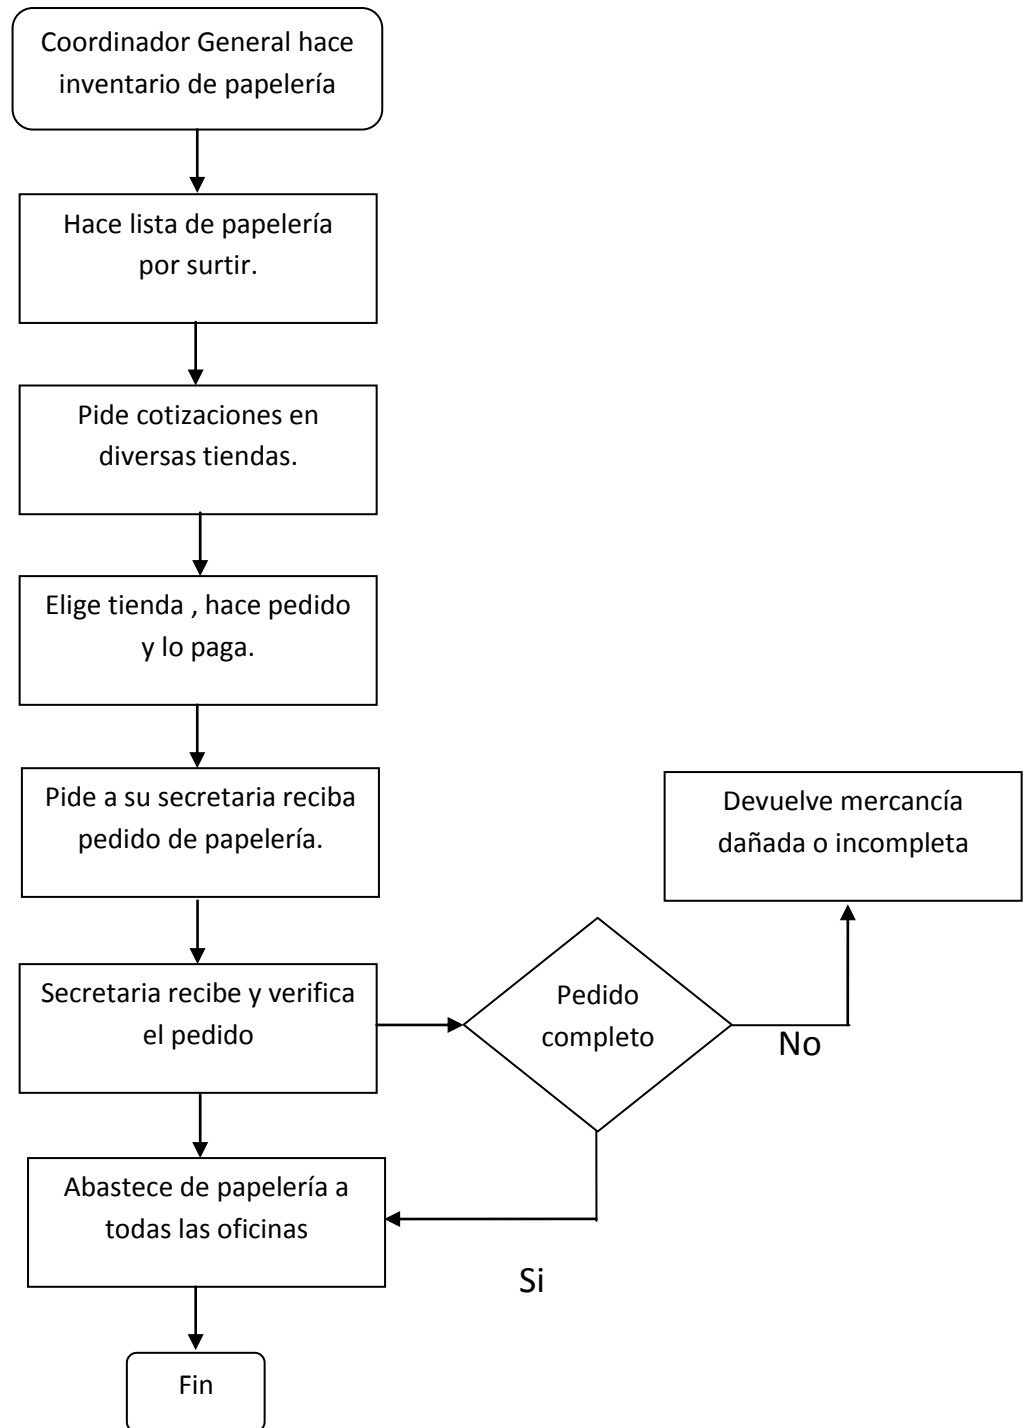 Coordinador General hace
inventario de papelería
Hace lista de papelería
por surtir.
Pide cotizaciones en
diversas tiendas.
Elige tienda , hace pedido
y lo paga.
Pide a su secretaria reciba
pedido de papelería.
Devuelve mercancía
dañada o incompleta
Secretaria recibe y verifica
el pedido
Pedido
completo
No
Abastece de papelería a
todas las oficinas
Si
Fin